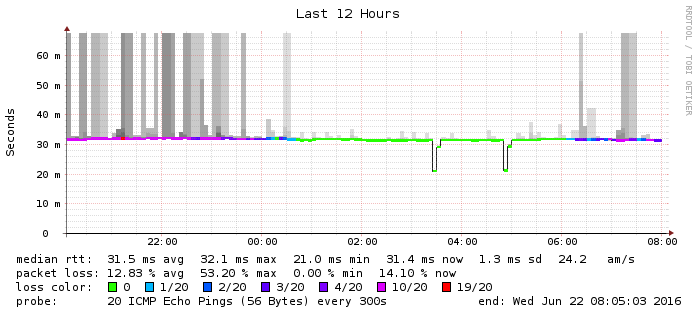 Last 12 Hours
RRDTOOL / TOBI OETIKER
Seconds
60 m
50 m
40 m
30 m
20 m
10 m
0
22:00 00:00 02:00 04:00 06:00 08:00
median rtt: 31.5 ms avg 32.1 ms max 21.0 ms min 31.4 ms now 1.3 ms sd 24.2 am/s
packet loss: 12.83 % avg 53.20 % max 0.00 % min 14.10 % now
loss color: 0 1/20 2/20 3/20 4/20 10/20 19/20
probe: 20 ICMP Echo Pings (56 Bytes) every 300s end: Wed Jun 22 08:05:03 2016